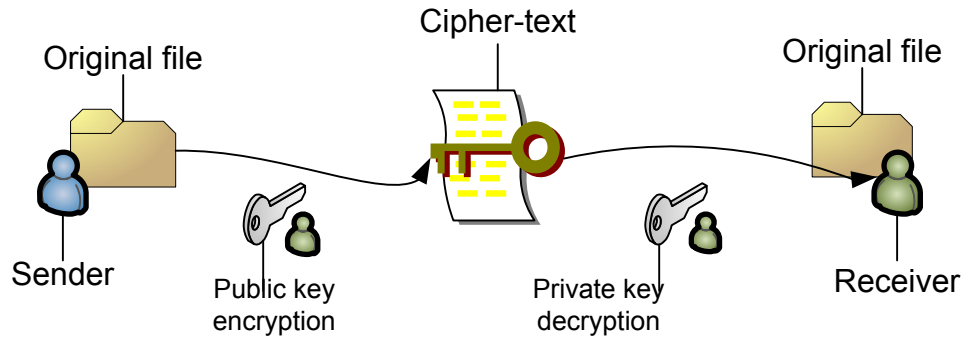 Cipher-text
Original file
Original file
Sender
Public key
encryption
Private key
decryption
Receiver